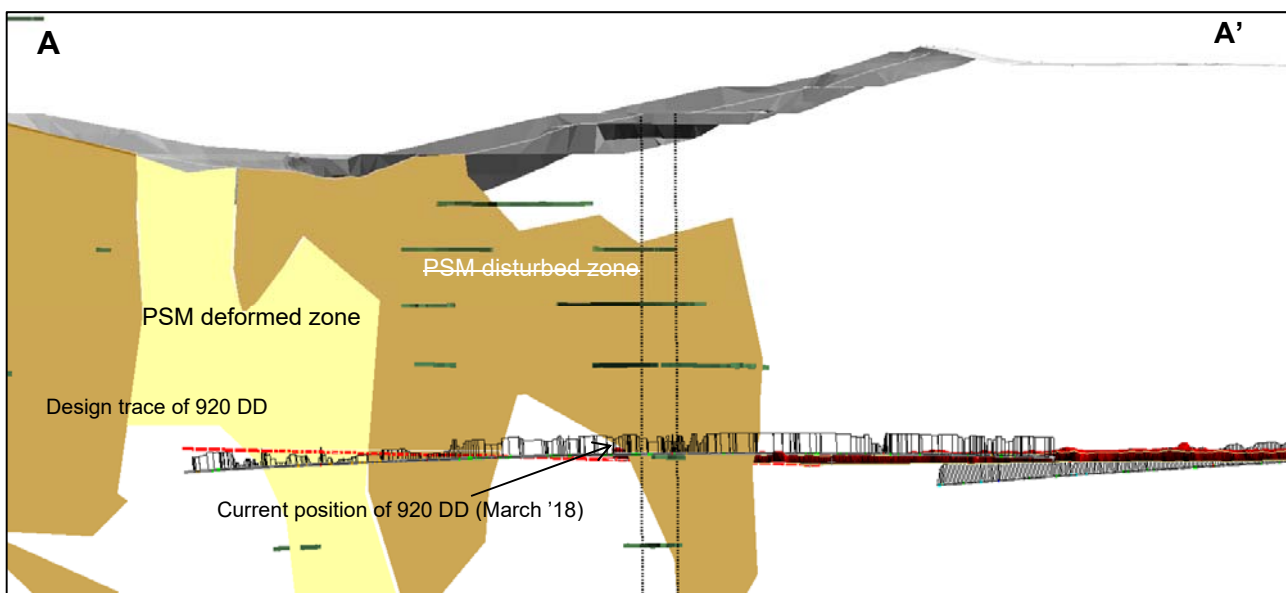 A
A’
PSM disturbed zone
PSM deformed zone
Design trace of 920 DD
Current position of 920 DD (March ’18)